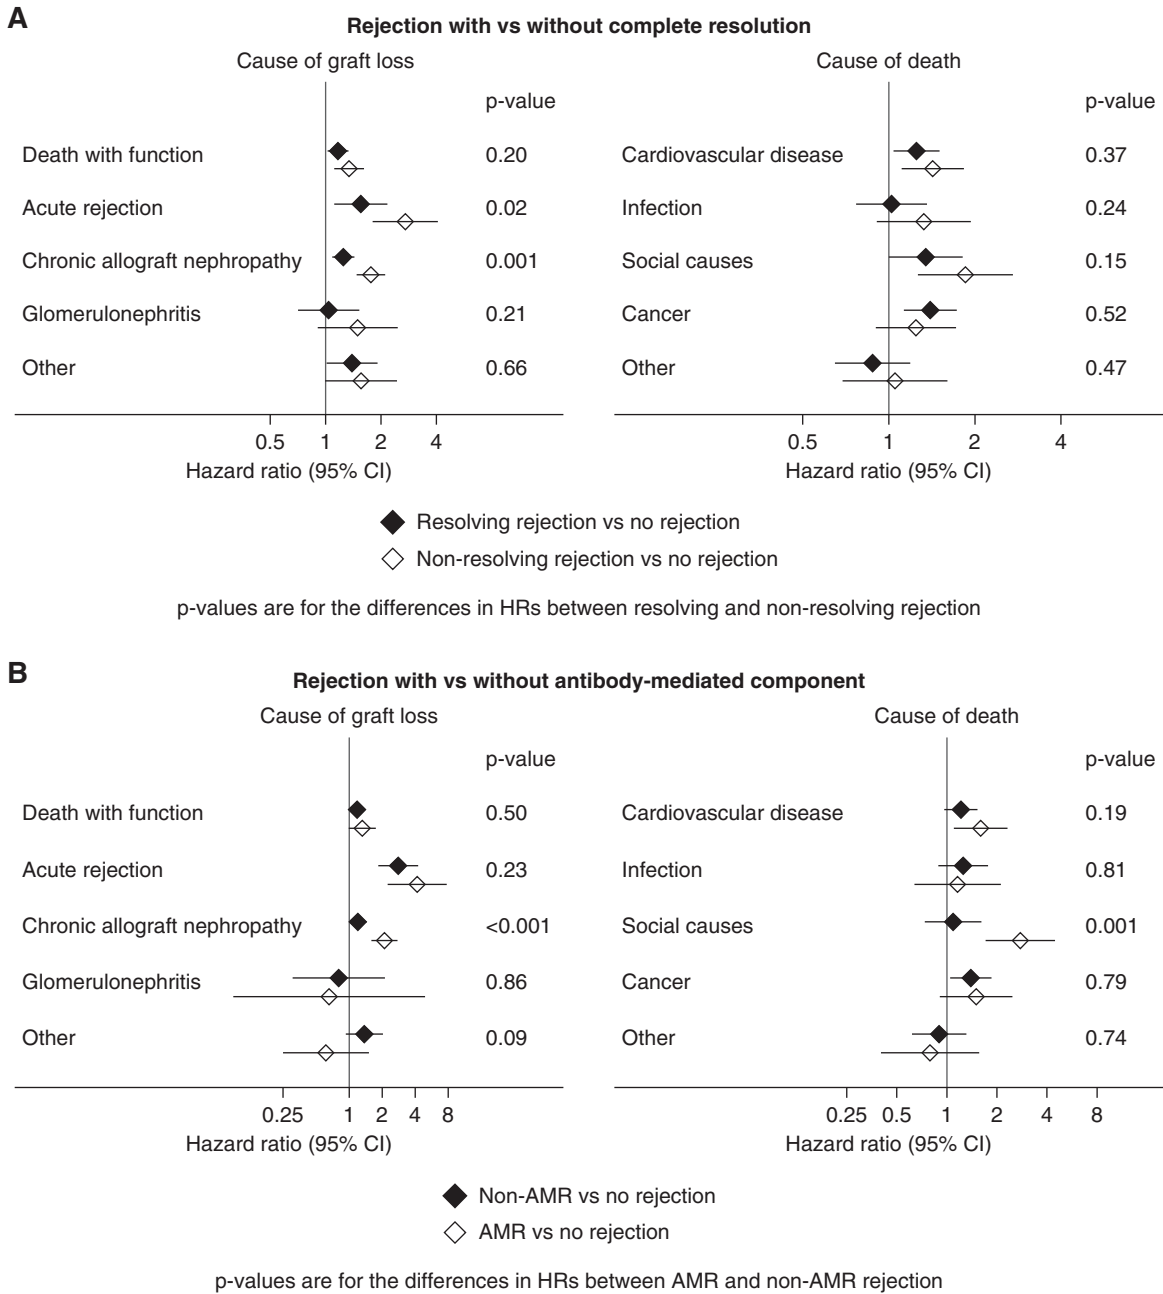 A
Rejection with vs without complete resolution
Cause of graft loss
p-value
Death with function 0.20
Acute rejection 0.02
Chronic allograft nephropathy 0.001
Glomerulonephritis 0.21
Other 0.66
0.5 1 2 4
Hazard ratio (95% CI)
Cause of death
p-value
Cardiovascular disease 0.37
Infection 0.24
Social causes 0.15
Cancer 0.52
Other 0.47
0.5 1 2 4
Hazard ratio (95% CI)
Resolving rejection vs no rejection
Non-resolving rejection vs no rejection
p-values are for the differences in HRs between resolving and non-resolving rejection
B
Rejection with vs without antibody-mediated component
Cause of graft loss
p-value
Death with function 0.50
Acute rejection 0.23
Chronic allograft nephropathy <0.001
Glomerulonephritis 0.86
Other 0.09
0.25 1 2 4 8
Hazard ratio (95% CI)
Cause of death
p-value
Cardiovascular disease 0.19
Infection 0.81
Social causes 0.001
Cancer 0.79
Other 0.74
0.25 0.5 1 2 4 8
Hazard ratio (95% CI)
Non-AMR vs no rejection
AMR vs no rejection
p-values are for the differences in HRs between AMR and non-AMR rejection